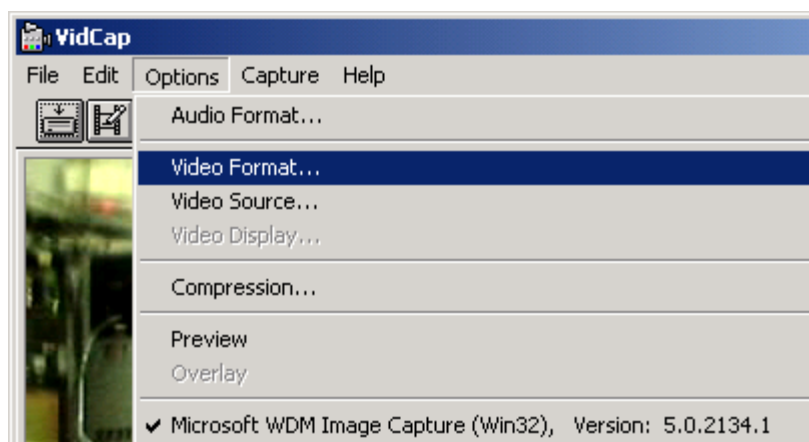 VidCap
File Edit Options Capture Help
Audio Format...
Video Format...
Video Source...
Video Display...
Compression...
Preview
Overlay
✔ Microsoft WDM Image Capture (Win32), Version: 5.0.2134.1